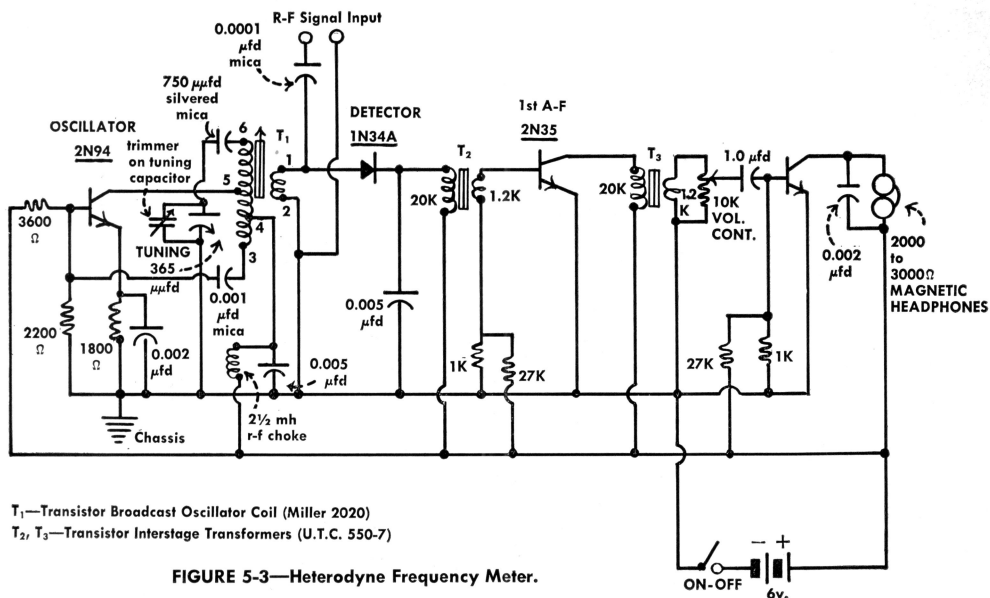 R-F Signal Input
0.0001
μfd
mica
750 μμfd
silvered
mica
OSCILLATOR
2N94
trimmer
on tuning
capacitor
6
T₁
5
4
3
1
2
DETECTOR
1N34A
T₂
20K
1.2K
1st A-F
2N35
T₃
20K
1.2
K
10K
VOL.
CONT.
1.0 μfd
3600
Ω
TUNING
365
μμfd
0.001
μfd
mica
0.005
μfd
0.002
μfd
2000
to
3000Ω
MAGNETIC
HEADPHONES
2200
Ω
1800
Ω
0.002
μfd
0.005
μfd
1K
27K
27K
1K
2½ mh
r-f choke
Chassis
T₁—Transistor Broadcast Oscillator Coil (Miller 2020)
T₂, T₃—Transistor Interstage Transformers (U.T.C. 550-7)
FIGURE 5-3—Heterodyne Frequency Meter.
− +
ON-OFF
6v.